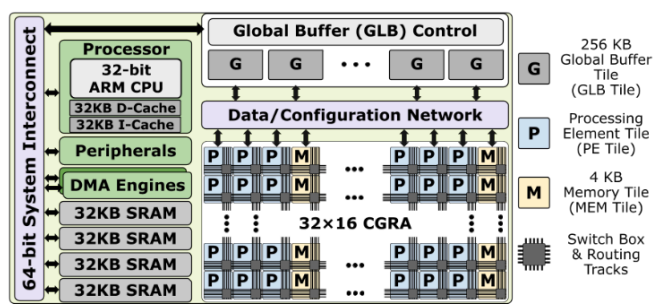 64-bit System Interconnect
Processor
32-bit
ARM CPU
32KB D-Cache
32KB I-Cache
Peripherals
DMA Engines
32KB SRAM
32KB SRAM
32KB SRAM
32KB SRAM
Global Buffer (GLB) Control
G G ••• G G
Data/Configuration Network
P P P M ••• P P P M
P P P M P P P M
32×16 CGRA
P P P M P P P M
P P P M ••• P P P M
G
256 KB
Global Buffer
Tile
(GLB Tile)
P
Processing
Element Tile
(PE Tile)
M
4 KB
Memory Tile
(MEM Tile)
Switch Box
& Routing
Tracks